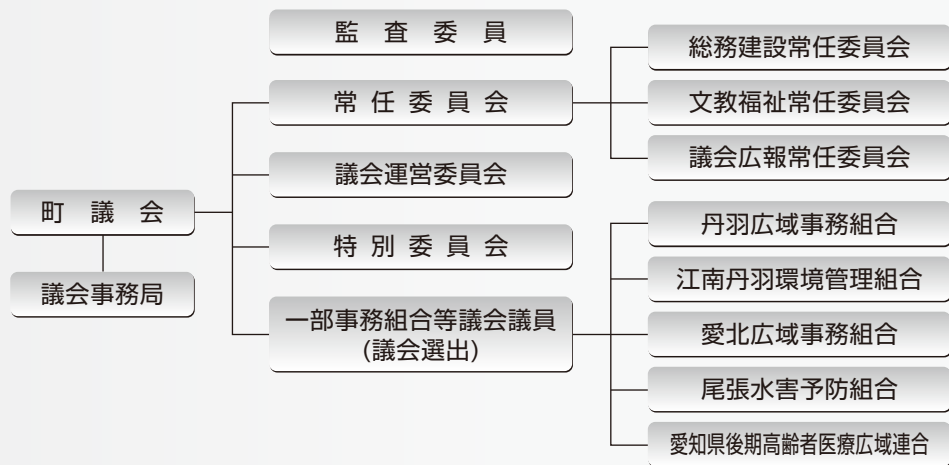 監査委員
常任委員会
総務建設常任委員会
文教福祉常任委員会
議会広報常任委員会
議会運営委員会
町議会
特別委員会
議会事務局
一部事務組合等議会議員
(議会選出)
丹羽広域事務組合
江南丹羽環境管理組合
愛北広域事務組合
尾張水害予防組合
愛知県後期高齢者医療広域連合